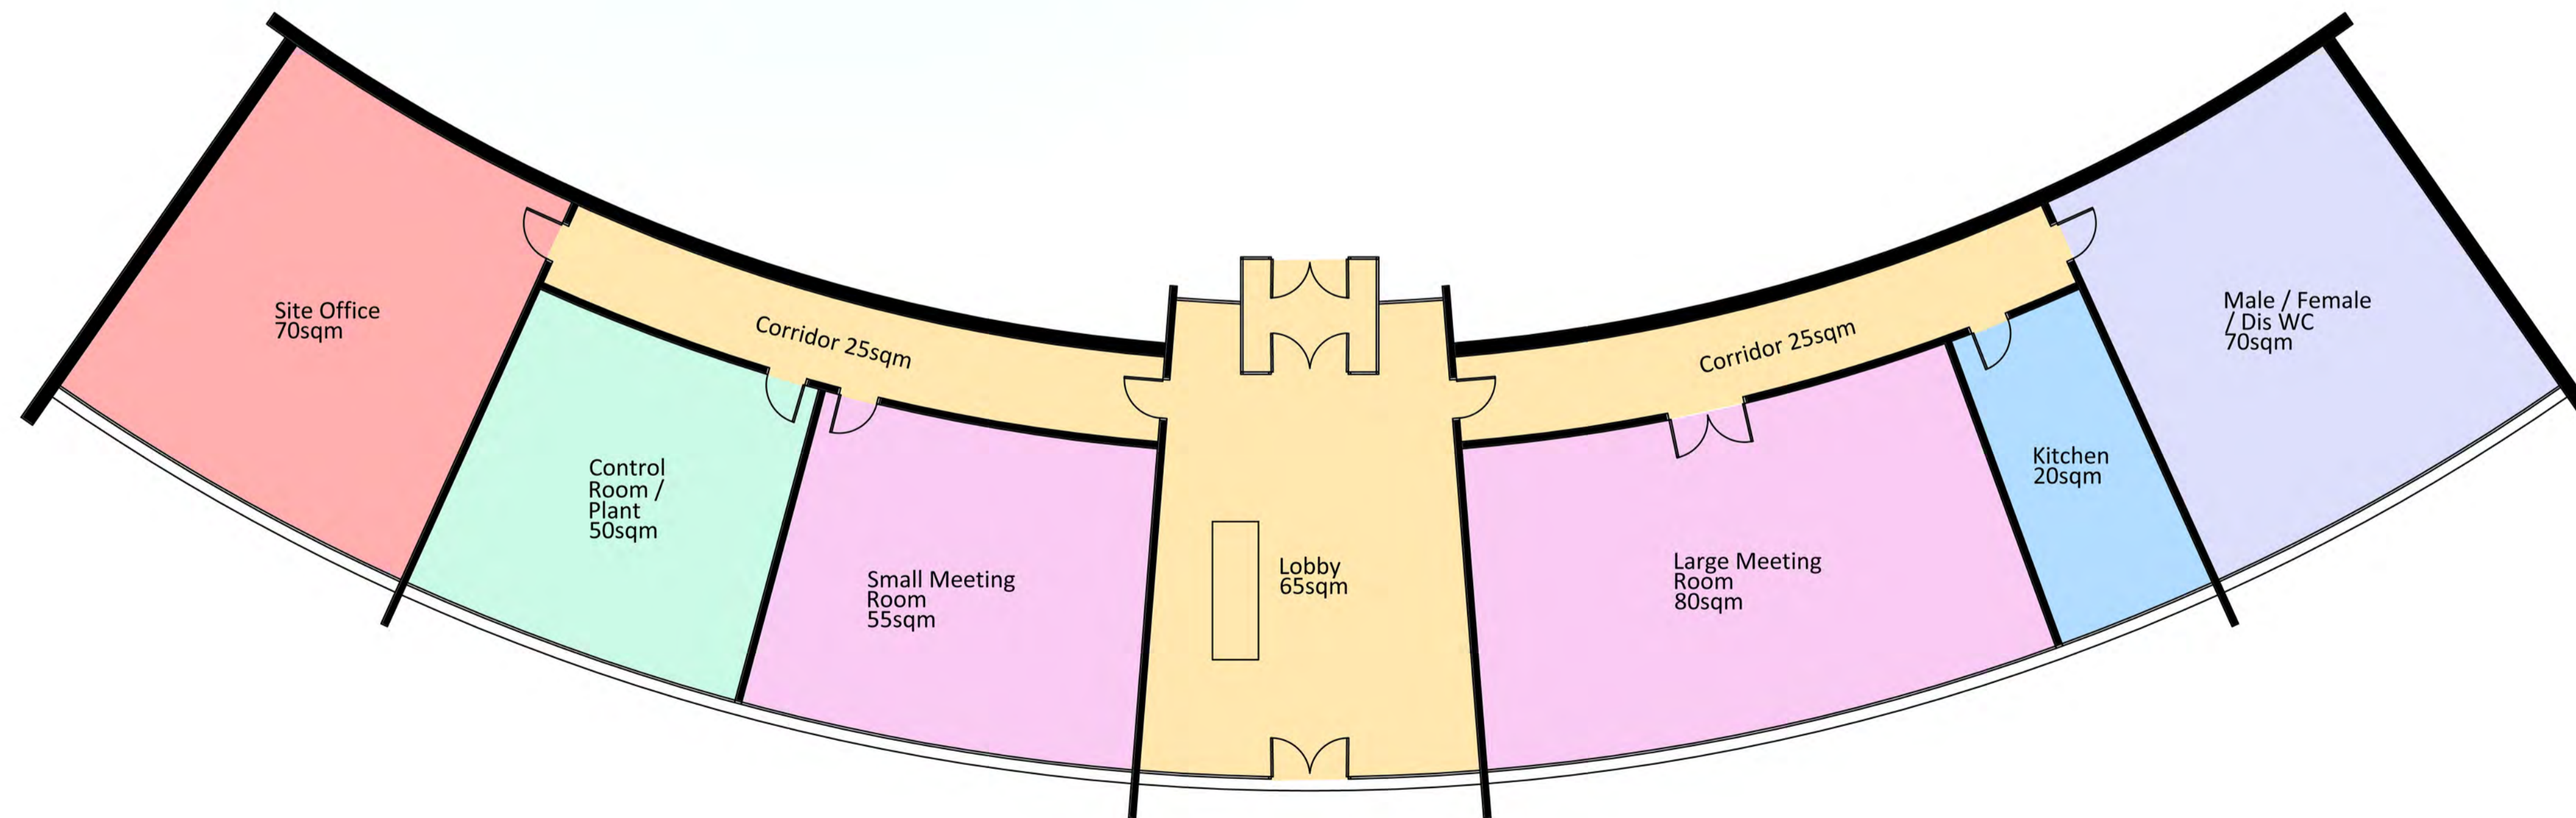 Site Office
70sqm
Control
Room /
Plant
50sqm
Corridor 25sqm
Small Meeting
Room
55sqm
Lobby
65sqm
Corridor 25sqm
Large Meeting
Room
80sqm
Kitchen
20sqm
Male / Female
/ Dis WC
70sqm